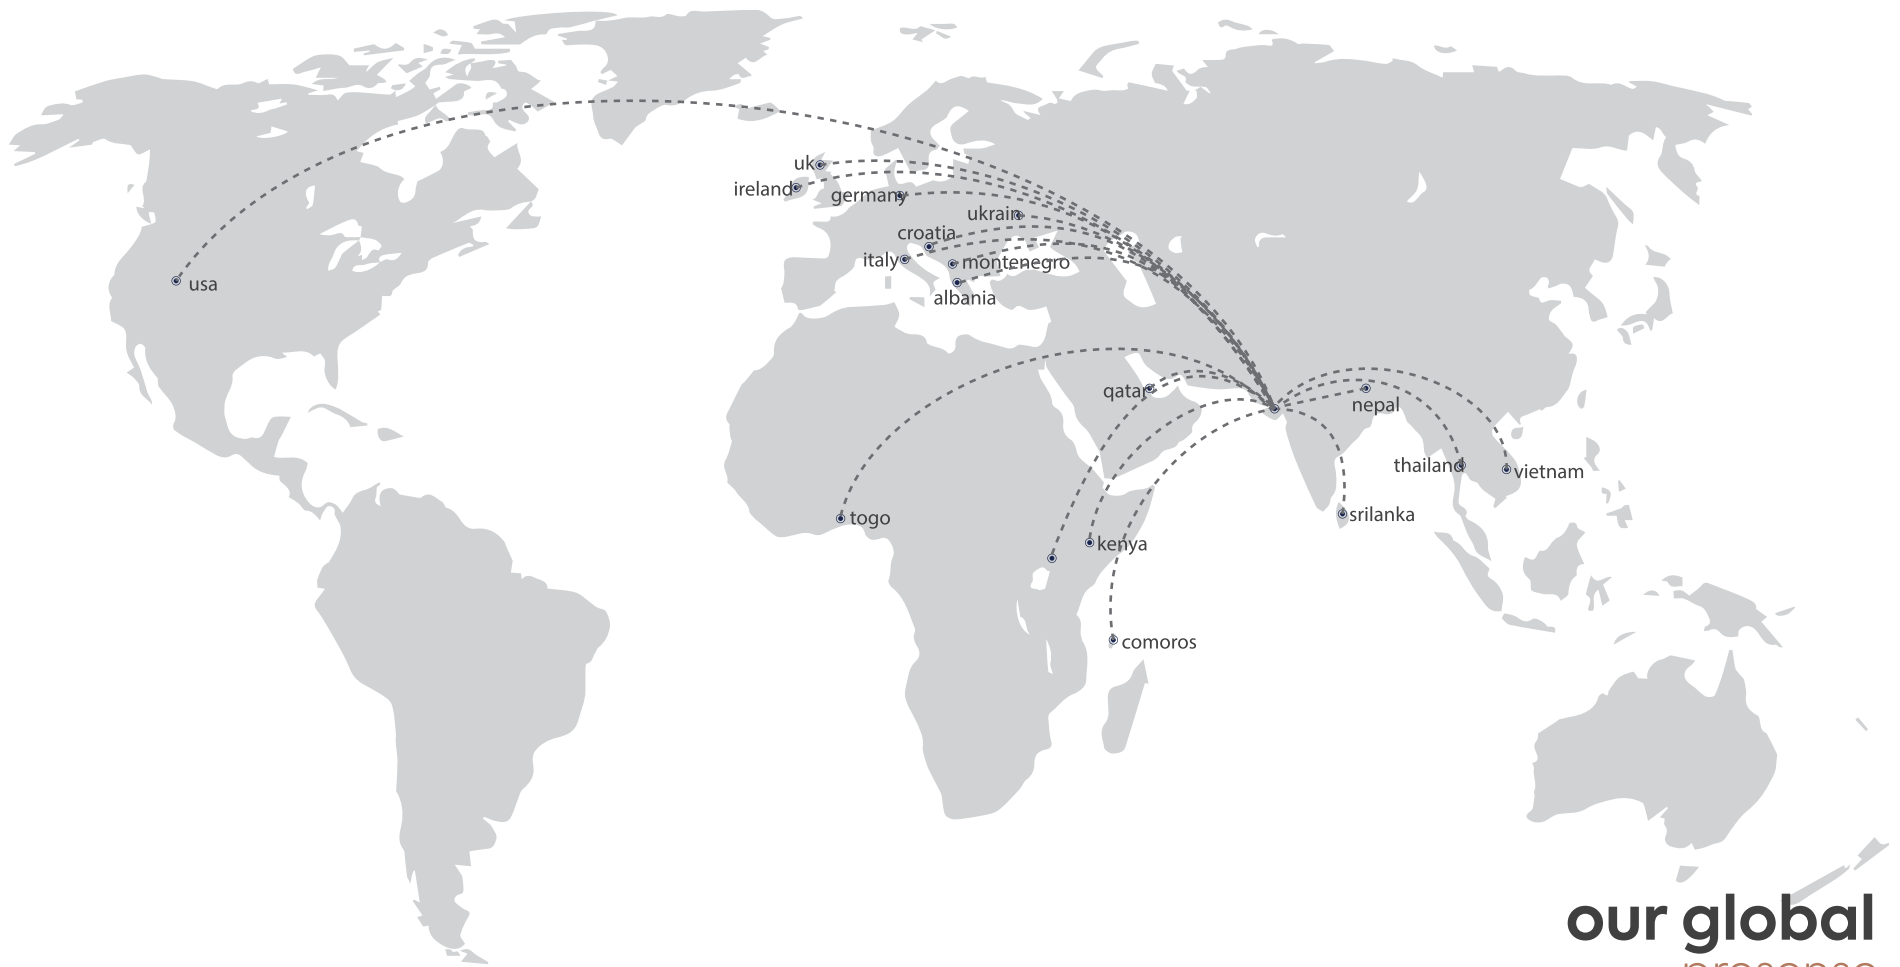 uk
ireland
germany
ukrain
croatia
italy
montenegro
usa
albania
qatar
nepal
thailand
vietnam
togo
srilanka
kenya
comoros
our global